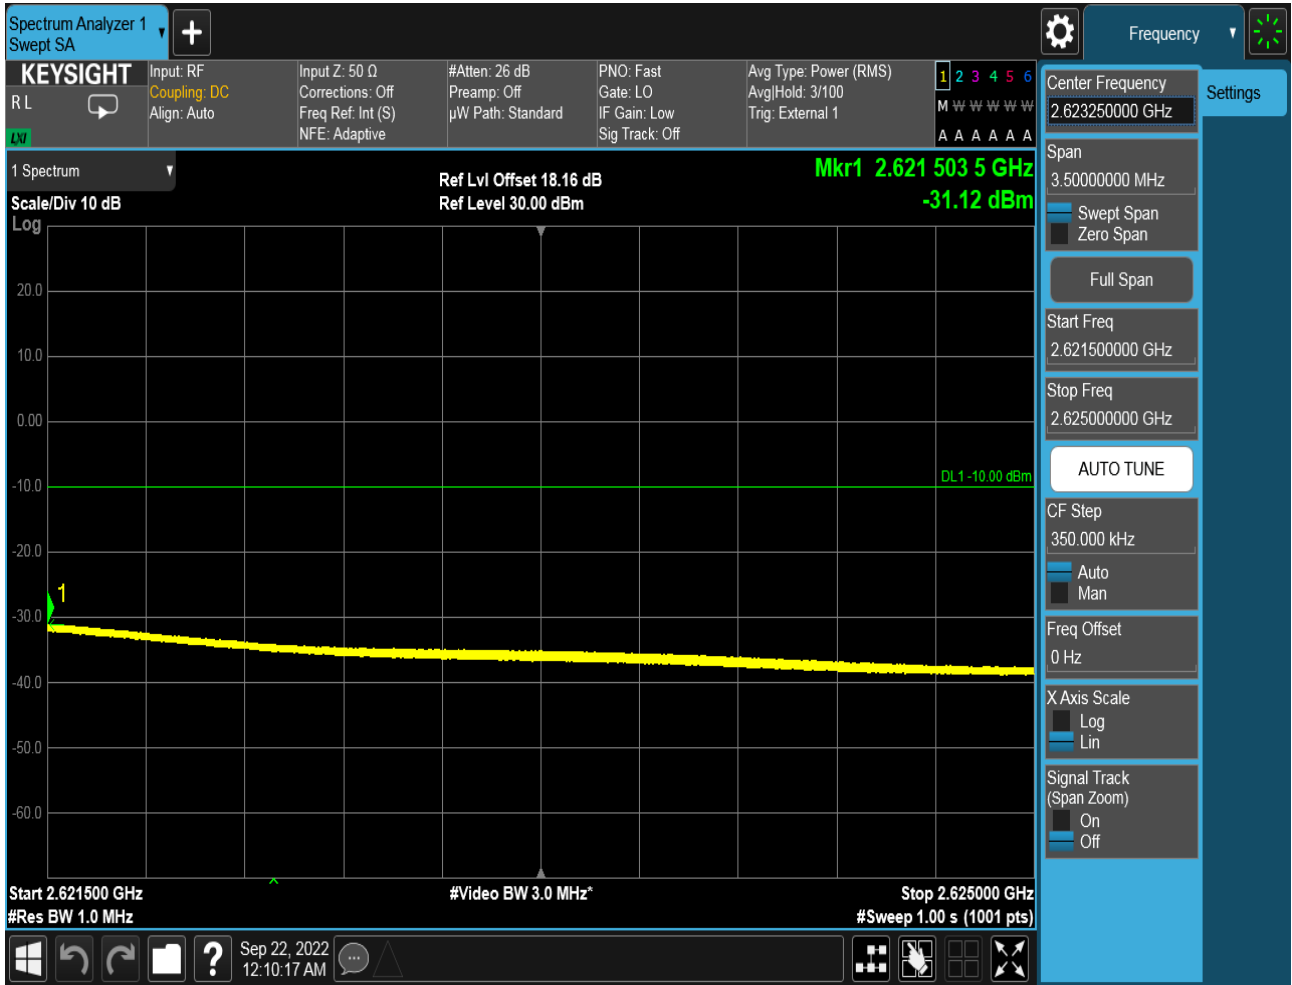 Spectrum Analyzer 1
Swept SA
Frequency
KEYSIGHT
R L
LXI
Input: RF
Coupling: DC
Align: Auto
Input Z: 50 Ω
Corrections: Off
Freq Ref: Int (S)
NFE: Adaptive
#Atten: 26 dB
Preamp: Off
µW Path: Standard
PNO: Fast
Gate: LO
IF Gain: Low
Sig Track: Off
Avg Type: Power (RMS)
Avg|Hold: 3/100
Trig: External 1
1 2 3 4 5 6
M W W W W W
A A A A A A
1 Spectrum
Scale/Div 10 dB
Log
Ref Lvl Offset 18.16 dB
Ref Level 30.00 dBm
Mkr1 2.621 503 5 GHz
-31.12 dBm
20.0
10.0
0.00
-10.0
-20.0
-30.0
-40.0
-50.0
-60.0
DL1 -10.00 dBm
1
Start 2.621500 GHz
#Video BW 3.0 MHz*
Stop 2.625000 GHz
#Res BW 1.0 MHz
#Sweep 1.00 s (1001 pts)
Center Frequency
2.623250000 GHz
Settings
Span
3.50000000 MHz
Swept Span
Zero Span
Full Span
Start Freq
2.621500000 GHz
Stop Freq
2.625000000 GHz
AUTO TUNE
CF Step
350.000 kHz
Auto
Man
Freq Offset
0 Hz
X Axis Scale
Log
Lin
Signal Track
(Span Zoom)
On
Off
?
Sep 22, 2022
12:10:17 AM